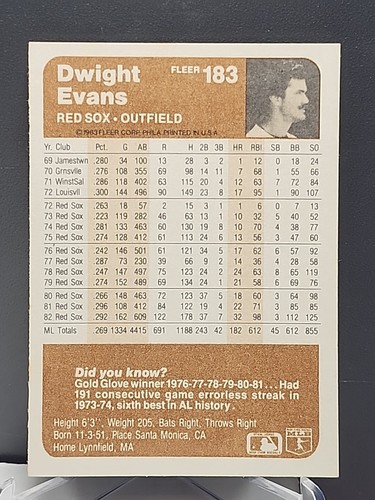 Dwight
Evans
FLEER 183
RED SOX • OUTFIELD
© 1983 FLEER CORP., PHILA. PRINTED IN U.S.A.
Yr. Club Pct. G AB R H 2B 3B HR RBI SB BB SO
69 Jamestwn 280 34 100 13 28 3 2 1 12 0 18 24
70 Grnsvlle 276 108 355 69 98 14 11 7 68 1 55 66
71 WinstSal 286 118 402 63 115 20 4 12 63 7 72 84
72 Louisvil 300 144 496 90 149 23 8 17 95 1 90 107
72 Red Sox 263 18 57 2 15 3 1 1 6 0 7 13
73 Red Sox 223 119 282 46 63 13 1 10 32 5 40 52
74 Red Sox 281 133 463 60 130 19 8 10 70 4 38 77
75 Red Sox 274 128 412 61 113 24 6 13 56 3 47 60
76 Red Sox 242 146 501 61 121 34 5 17 62 6 57 92
77 Red Sox 287 73 230 39 66 9 2 14 36 4 28 58
78 Red Sox 247 147 497 75 123 24 2 24 63 8 65 119
79 Red Sox 274 152 489 69 134 24 1 21 58 6 69 76
80 Red Sox 266 148 463 72 123 37 5 18 60 3 64 98
81 Red Sox 296 108 412 84 122 19 4 22 71 3 85 85
82 Red Sox 292 162 609 122 178 37 7 32 98 3 112 125
ML Totals 269 1334 4415 691 1188 243 42 182 612 45 612 855
Did you know?
Gold Glove winner 1976-77-78-79-80-81 . . . Had
191 consecutive game errorless streak in
1973-74, sixth best in AL history.
Height 6'3'', Weight 205, Bats Right, Throws Right
Born 11-3-51, Place Santa Monica, CA
Home Lynnfield, MA